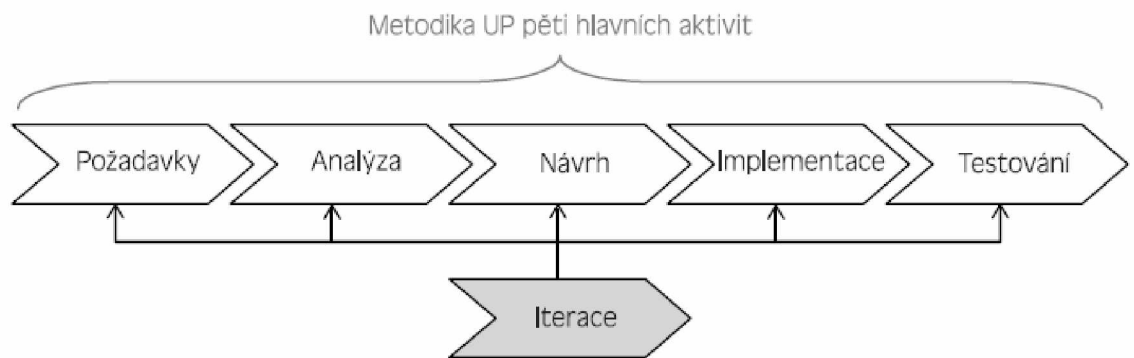 Metodika UP pěti hlavních aktivit
Požadavky
Analýza
Návrh
Implementace
Testování
Iterace